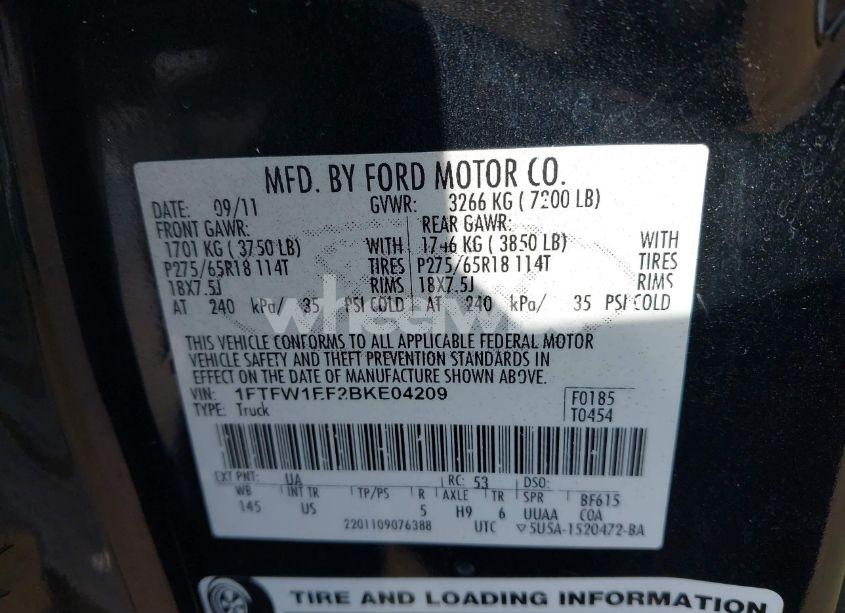 MFD. BY FORD MOTOR CO.
DATE: 09/11 GVWR: 3266 KG ( 7200 LB)
FRONT GAWR: REAR GAWR:
1701 KG ( 3750 LB) WITH 1746 KG ( 3850 LB) WITH
P275/65R18 114T TIRES P275/65R18 114T TIRES
18X7.5J RIMS 18X7.5J RIMS
AT 240 kPa/ 35 PSI COLD AT 240 kPa/ 35 PSI COLD
THIS VEHICLE CONFORMS TO ALL APPLICABLE FEDERAL MOTOR
VEHICLE SAFETY AND THEFT PREVENTION STANDARDS IN
EFFECT ON THE DATE OF MANUFACTURE SHOWN ABOVE.
VIN: 1FTFW1EF2BKE04209 F0185
TYPE: Truck T0454
EXT PNT: UA RC: 53 DSO:
WB INT TR TP/PS R AXLE TR SPR BF615
145 US 5 H9 6 UUAA COA
2201109076388 UTC 5U5A-1520472-BA
TIRE AND LOADING INFORMATION